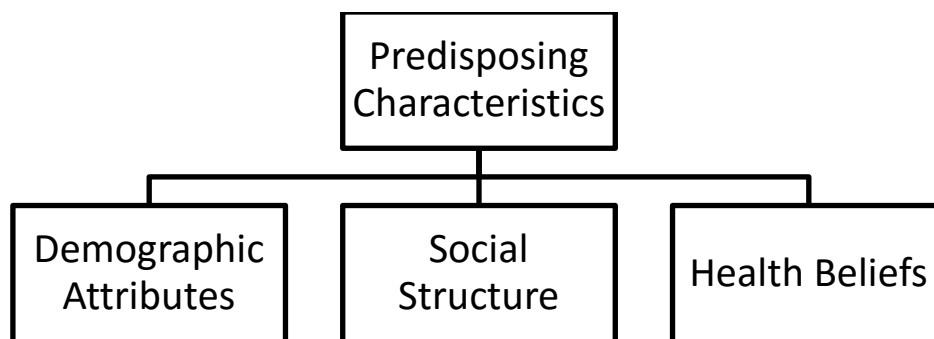 Predisposing
Characteristics
Demographic
Attributes
Social
Structure
Health Beliefs